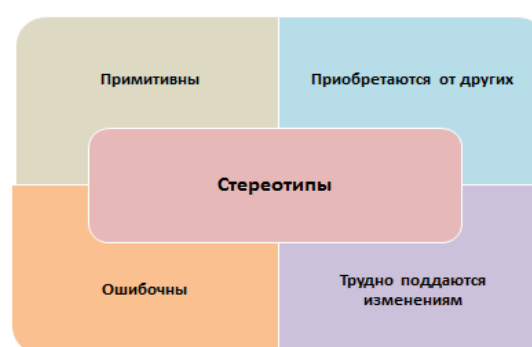 Примитивны
Приобретаются от других
Стереотипы
Ошибочны
Трудно поддаются
изменениям